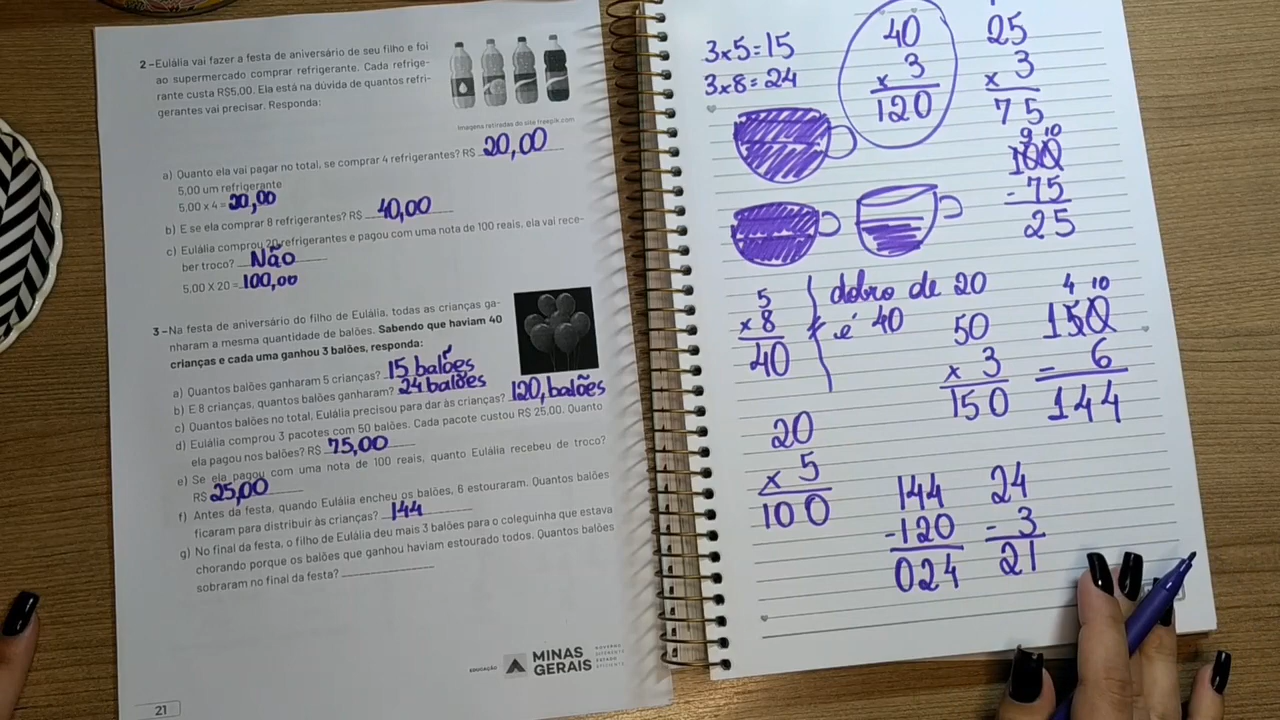 2 – Eulália vai fazer a festa de aniversário de seu filho e foi
ao supermercado comprar refrigerante. Cada refrige-
rante custa R$5,00. Ela está na dúvida de quantos refri-
gerantes vai precisar. Responda:
Imagens retiradas do site freepik.com
a) Quanto ela vai pagar no total, se comprar 4 refrigerantes? R$ 20,00
5,00 um refrigerante
5,00 x 4 = 20,00
b) E se ela comprar 8 refrigerantes? R$ 40,00
c) Eulália comprou 20 refrigerantes e pagou com uma nota de 100 reais, ela vai rece-
ber troco? Não
5,00 X 20 = 100,00
3 – Na festa de aniversário do filho de Eulália, todas as crianças ga-
nharam a mesma quantidade de balões. Sabendo que haviam 40
crianças e cada uma ganhou 3 balões, responda:
a) Quantos balões ganharam 5 crianças? 15 balões
b) E 8 crianças, quantos balões ganharam? 24 balões
c) Quantos balões no total, Eulália precisou para dar às crianças? 120, balões
d) Eulália comprou 3 pacotes com 50 balões. Cada pacote custou R$ 25,00. Quanto
ela pagou nos balões? R$ 75,00
e) Se ela pagou com uma nota de 100 reais, quanto Eulália recebeu de troco?
R$ 25,00
f) Antes da festa, quando Eulália encheu os balões, 6 estouraram. Quantos balões
ficaram para distribuir às crianças? 144
g) No final da festa, o filho de Eulália deu mais 3 balões para o coleguinha que estava
chorando porque os balões que ganhou haviam estourado todos. Quantos balões
sobraram no final da festa?
EDUCAÇÃO
MINAS
GERAIS
GOVERNO
DIFERENTE
ESTADO
EFICIENTE
21
3x5=15
3x8=24
40
x 3
120
25
x 3
75
9 10
100
-75
25
5
x8
40
dobro de 20
é 40
50
x 3
150
4 10
150
- 6
144
20
x 5
100
144
-120
024
24
- 3
21